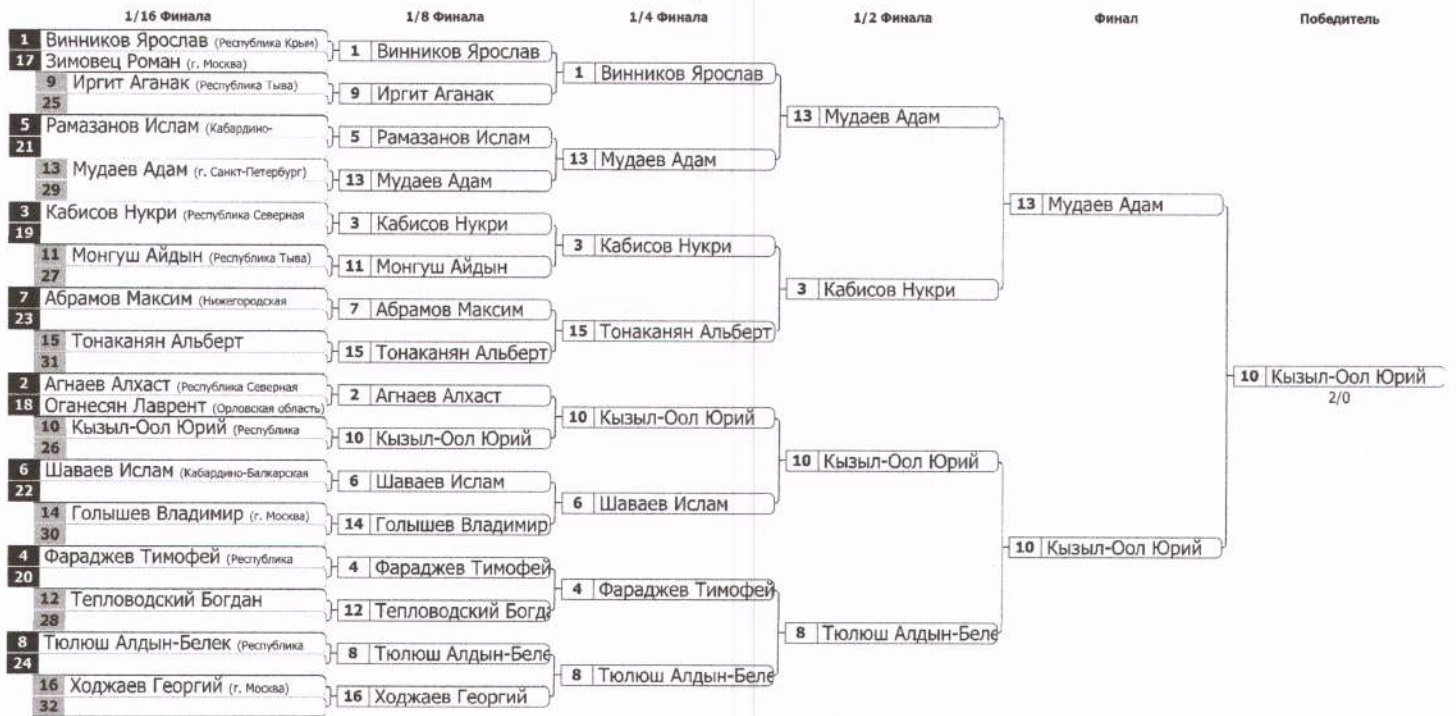 1/16 Финала 1/8 Финала 1/4 Финала 1/2 Финала Финал Победитель
1 Винников Ярослав (Республика Крым)
17 Зимовец Роман (г. Москва)
9 Иргит Аганак (Республика Тыва)
25
5 Рамазанов Ислам (Кабардино-
21
13 Мудаев Адам (г. Санкт-Петербург)
29
3 Кабисов Нукри (Республика Северная
19
11 Монгуш Айдын (Республика Тыва)
27
7 Абрамов Максим (Нижегородская
23
15 Тонаканян Альберт
31
2 Агнаев Алхаст (Республика Северная
18 Оганесян Лаврент (Орловская область)
10 Кызыл-Оол Юрий (Республика
26
6 Шаваев Ислам (Кабардино-Балкарская
22
14 Голышев Владимир (г. Москва)
30
4 Фараджев Тимофей (Республика
20
12 Тепловодский Богдан
28
8 Тюлюш Алдын-Белек (Республика
24
16 Ходжаев Георгий (г. Москва)
32
1 Винников Ярослав
9 Иргит Аганак
5 Рамазанов Ислам
13 Мудаев Адам
3 Кабисов Нукри
11 Монгуш Айдын
7 Абрамов Максим
15 Тонаканян Альберт
2 Агнаев Алхаст
10 Кызыл-Оол Юрий
6 Шаваев Ислам
14 Голышев Владимир
4 Фараджев Тимофей
12 Тепловодский Богда
8 Тюлюш Алдын-Беле
16 Ходжаев Георгий
1 Винников Ярослав
13 Мудаев Адам
3 Кабисов Нукри
15 Тонаканян Альберт
10 Кызыл-Оол Юрий
6 Шаваев Ислам
4 Фараджев Тимофей
8 Тюлюш Алдын-Беле
13 Мудаев Адам
3 Кабисов Нукри
10 Кызыл-Оол Юрий
8 Тюлюш Алдын-Беле
13 Мудаев Адам
10 Кызыл-Оол Юрий
10 Кызыл-Оол Юрий
2/0